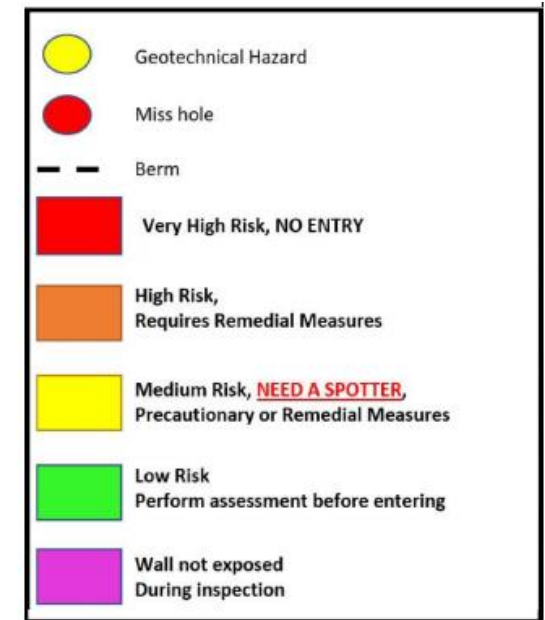 Geotechnical Hazard
Miss hole
Berm
Very High Risk, NO ENTRY
High Risk,
Requires Remedial Measures
Medium Risk, NEED A SPOTTER,
Precautionary or Remedial Measures
Low Risk
Perform assessment before entering
Wall not exposed
During inspection